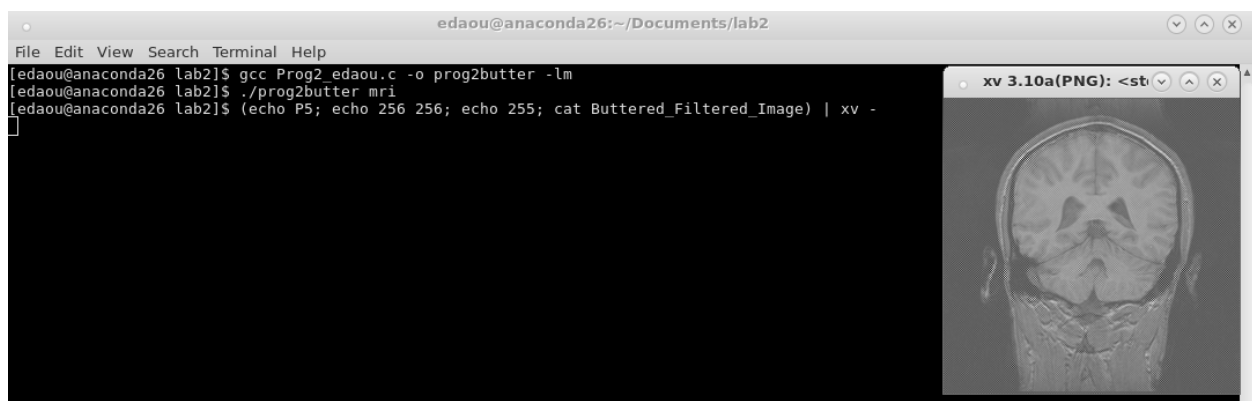 edaou@anaconda26:~/Documents/lab2
File Edit View Search Terminal Help
[edaou@anaconda26 lab2]$ gcc Prog2_edaou.c -o prog2butter -lm
[edaou@anaconda26 lab2]$ ./prog2butter mri
[edaou@anaconda26 lab2]$ (echo P5; echo 256 256; echo 255; cat Buttered_Filtered_Image) | xv -
xv 3.10a(PNG): <st